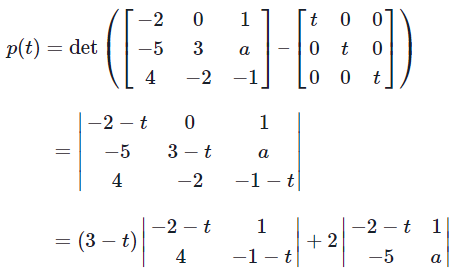 p(t) = det ( [ −2 0 1 ; −5 3 a ; 4 −2 −1 ] − [ t 0 0 ; 0 t 0 ; 0 0 t ] )
= | −2 − t 0 1 ; −5 3 − t a ; 4 −2 −1 − t |
= (3 − t) | −2 − t 1 ; 4 −1 − t | + 2 | −2 − t 1 ; −5 a |